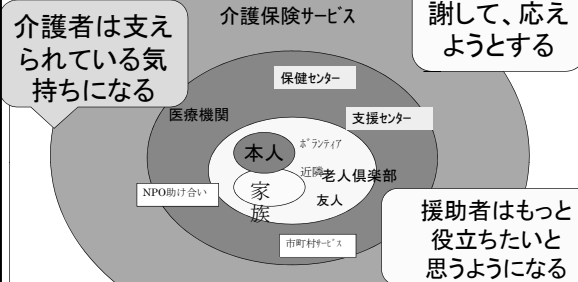 介護保険サービス
介護者は支え
られている気
持ちになる
謝して、応え
ようとする
保健センター
医療機関
支援センター
本人
ボランティア
近隣
老人倶楽部
家
族
友人
NPO助け合い
市町村サービス
援助者はもっと
役立ちたいと
思うようになる